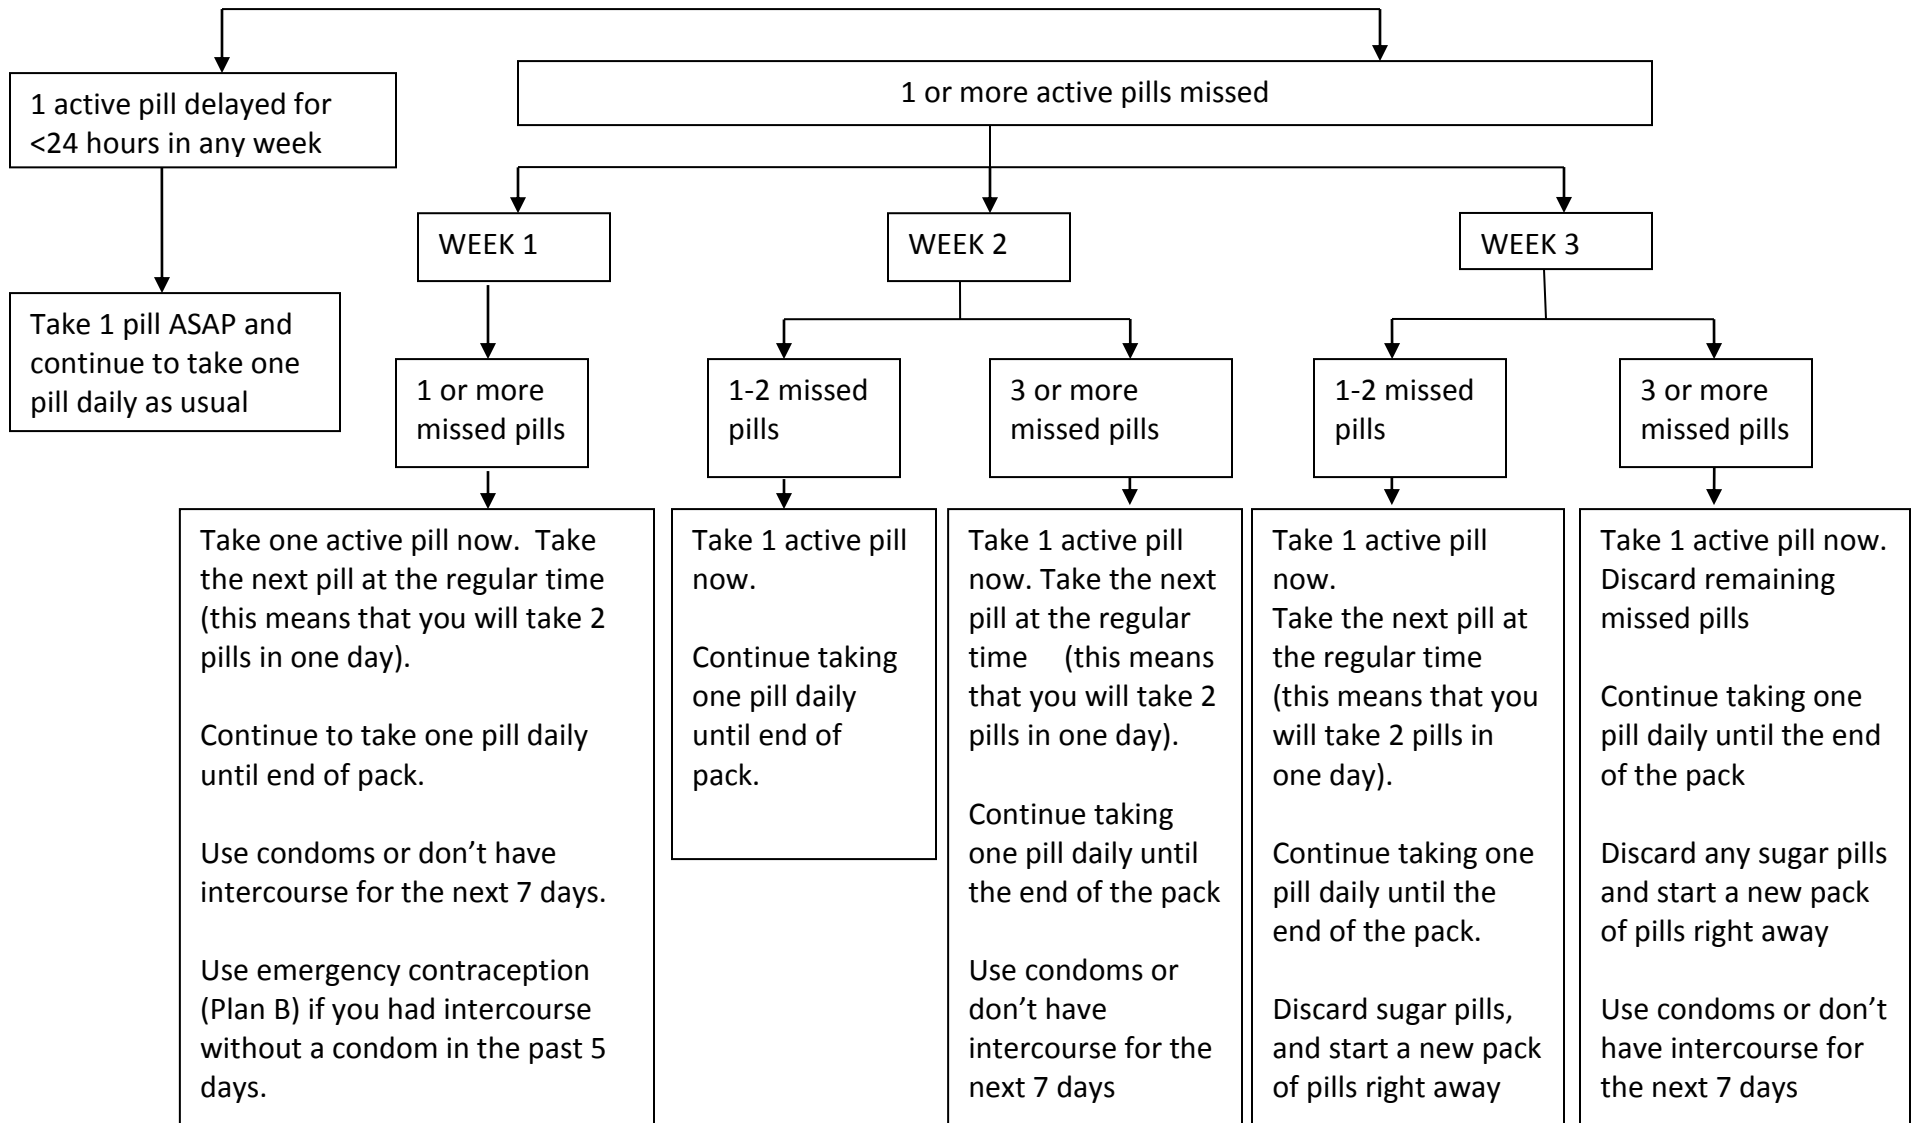 1 active pill delayed for
<24 hours in any week
1 or more active pills missed
WEEK 1
WEEK 2
WEEK 3
Take 1 pill ASAP and
continue to take one
pill daily as usual
1 or more
missed pills
1-2 missed
pills
3 or more
missed pills
1-2 missed
pills
3 or more
missed pills
Take one active pill now.  Take
the next pill at the regular time
(this means that you will take 2
pills in one day).
Continue to take one pill daily
until end of pack.
Use condoms or don’t have
intercourse for the next 7 days.
Use emergency contraception
(Plan B) if you had intercourse
without a condom in the past 5
days.
Take 1 active pill
now.
Continue taking
one pill daily
until end of
pack.
Take 1 active pill
now. Take the next
pill at the regular
time    (this means
that you will take 2
pills in one day).
Continue taking
one pill daily until
the end of the pack
Use condoms or
don’t have
intercourse for the
next 7 days
Take 1 active pill
now.
Take the next pill at
the regular time
(this means that you
will take 2 pills in
one day).
Continue taking one
pill daily until the
end of the pack.
Discard sugar pills,
and start a new pack
of pills right away
Take 1 active pill now.
Discard remaining
missed pills
Continue taking one
pill daily until the end
of the pack
Discard any sugar pills
and start a new pack
of pills right away
Use condoms or don’t
have intercourse for
the next 7 days